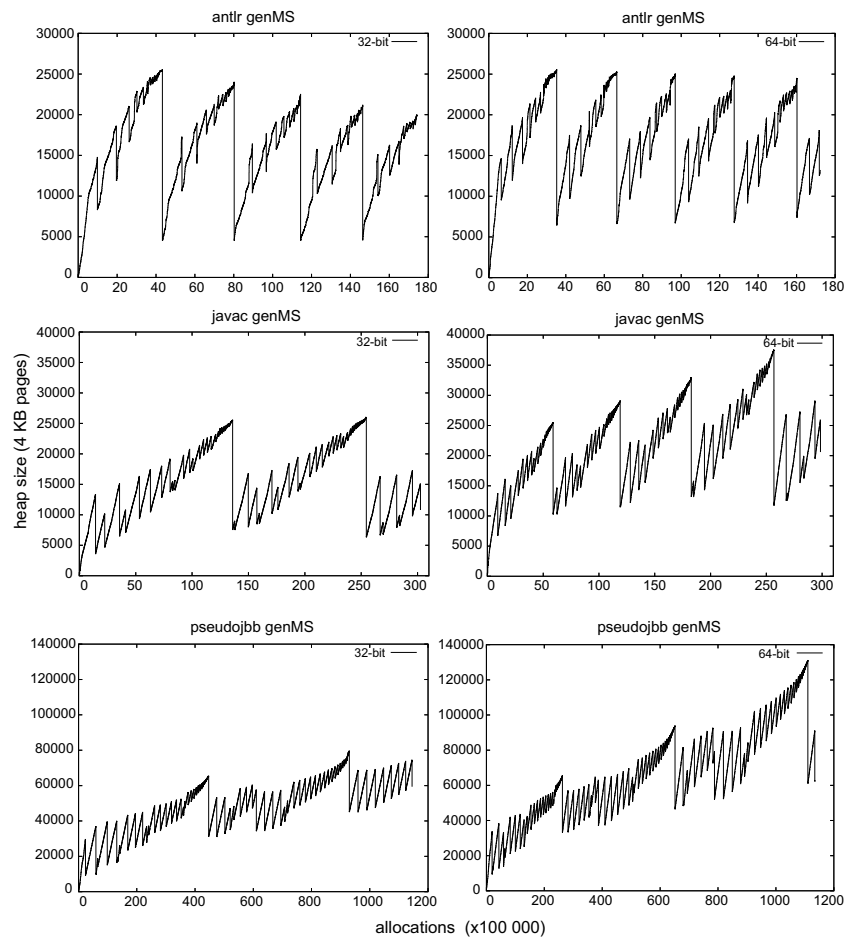 antlr genMS
32-bit
30000
25000
20000
15000
10000
5000
0
0 20 40 60 80 100 120 140 160 180
antlr genMS
64-bit
30000
25000
20000
15000
10000
5000
0
0 20 40 60 80 100 120 140 160 180
javac genMS
32-bit
40000
35000
30000
25000
20000
15000
10000
5000
0
0 50 100 150 200 250 300
javac genMS
64-bit
40000
35000
30000
25000
20000
15000
10000
5000
0
0 50 100 150 200 250 300
heap size (4 KB pages)
pseudojbb genMS
32-bit
140000
120000
100000
80000
60000
40000
20000
0
0 200 400 600 800 1000 1200
pseudojbb genMS
64-bit
140000
120000
100000
80000
60000
40000
20000
0
0 200 400 600 800 1000 1200
allocations (x100 000)